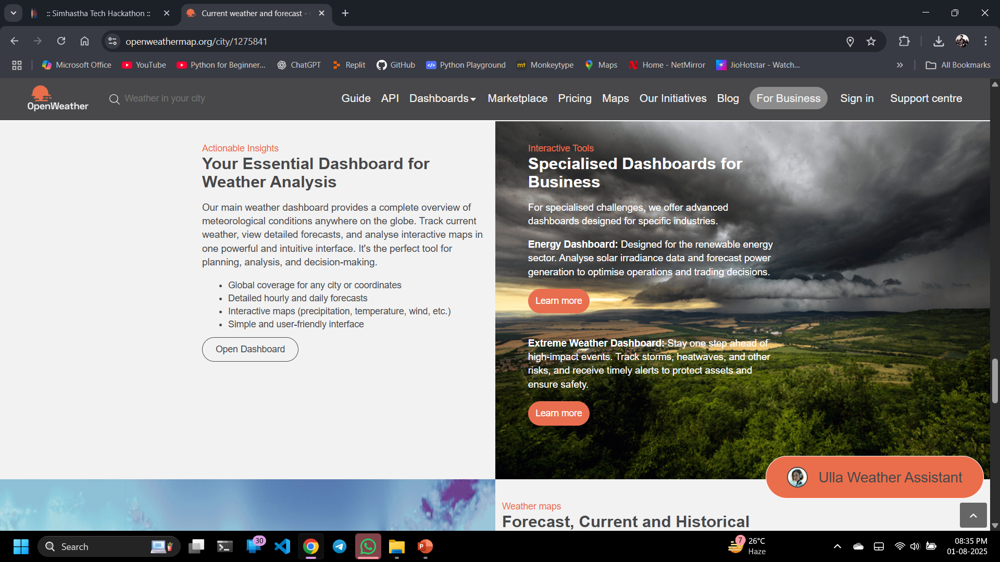 :: Simhastha Tech Hackathon ::
Current weather and forecast -
openweathermap.org/city/1275841
Microsoft Office
YouTube
Python for Beginner...
ChatGPT
Replit
GitHub
Python Playground
mt Monkeytype
Maps
Home - NetMirror
JioHotstar - Watch...
All Bookmarks
OpenWeather
Weather in your city
Guide
API
Dashboards
Marketplace
Pricing
Maps
Our Initiatives
Blog
For Business
Sign in
Support centre
Actionable Insights
Your Essential Dashboard for
Weather Analysis
Our main weather dashboard provides a complete overview of
meteorological conditions anywhere on the globe. Track current
weather, view detailed forecasts, and analyse interactive maps in
one powerful and intuitive interface. It's the perfect tool for
planning, analysis, and decision-making.
• Global coverage for any city or coordinates
• Detailed hourly and daily forecasts
• Interactive maps (precipitation, temperature, wind, etc.)
• Simple and user-friendly interface
Open Dashboard
Interactive Tools
Specialised Dashboards for
Business
For specialised challenges, we offer advanced
dashboards designed for specific industries.
Energy Dashboard: Designed for the renewable energy
sector. Analyse solar irradiance data and forecast power
generation to optimise operations and trading decisions.
Learn more
Extreme Weather Dashboard: Stay one step ahead of
high-impact events. Track storms, heatwaves, and other
risks, and receive timely alerts to protect assets and
ensure safety.
Learn more
Ulla Weather Assistant
Weather maps
Forecast, Current and Historical
Search
30
7
26°C
Haze
08:35 PM
01-08-2025